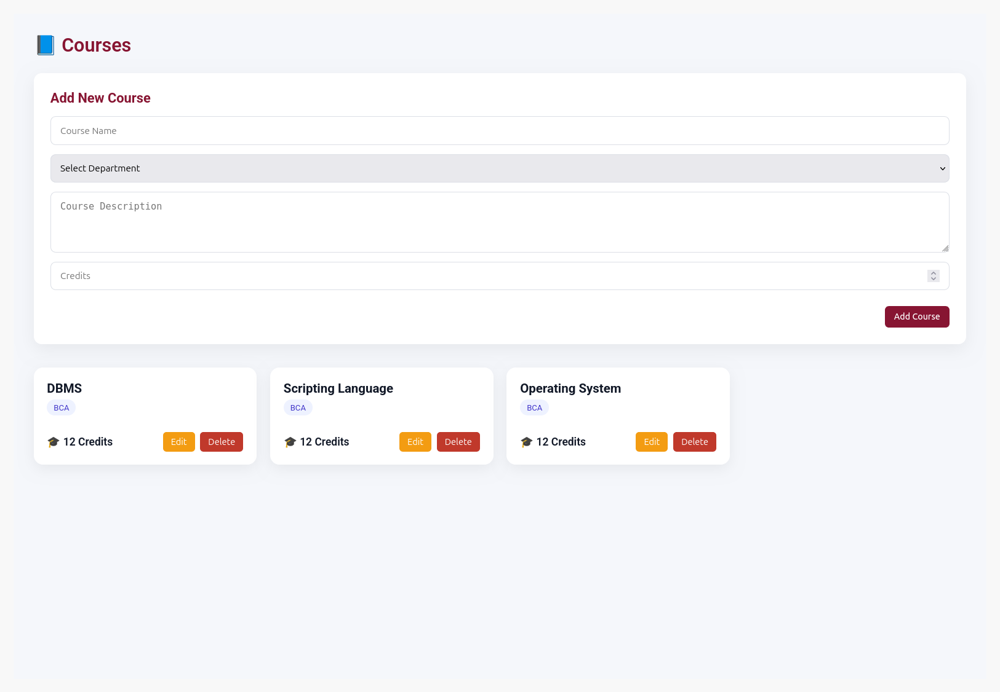 📘 Courses
Add New Course
Course Name
Select Department
Course Description
Credits
Add Course
DBMS
BCA
🎓 12 Credits Edit Delete
Scripting Language
BCA
🎓 12 Credits Edit Delete
Operating System
BCA
🎓 12 Credits Edit Delete